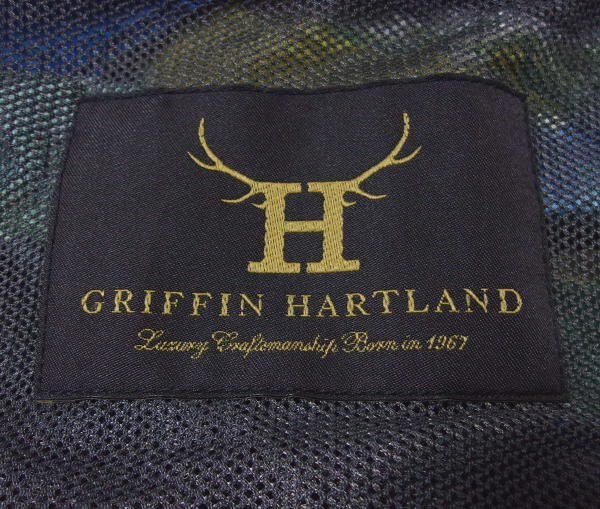 H
GRIFFIN HARTLAND
Luxury Craftsmanship Born in 1967